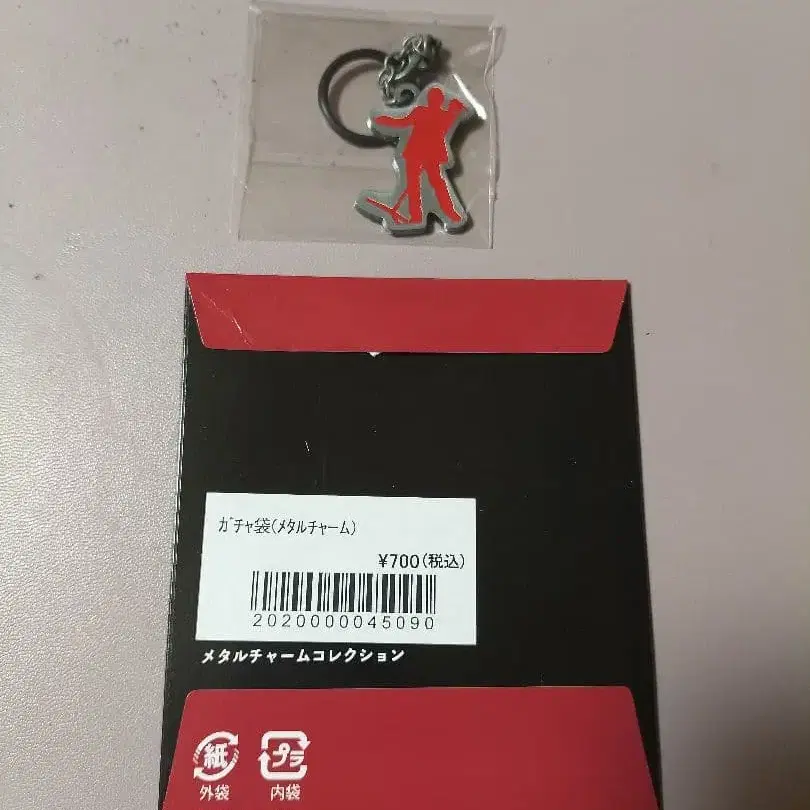 ｶﾞﾁｬ袋(ﾒﾀﾙﾁｬｰﾑ)
¥700(税込)
2020000045090
メタルチャームコレクション
紙 プラ
外袋 内袋